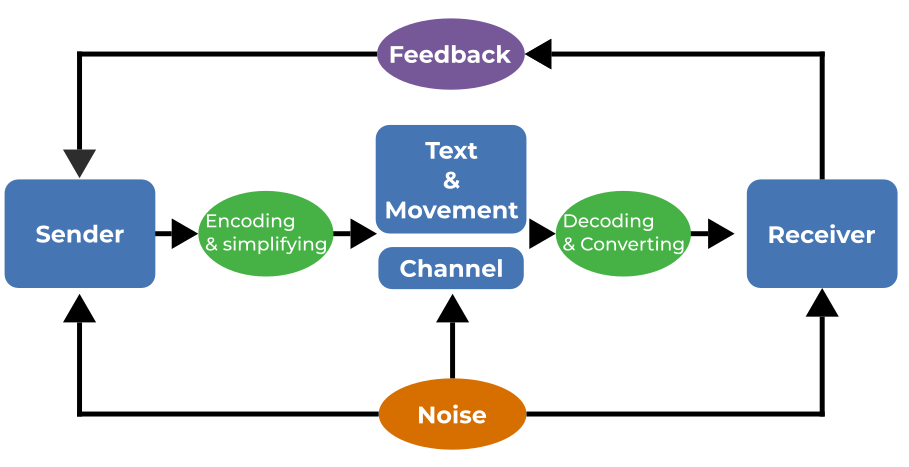 Feedback
Sender
Encoding
& simplifying
Text
&
Movement
Channel
Decoding
& Converting
Receiver
Noise